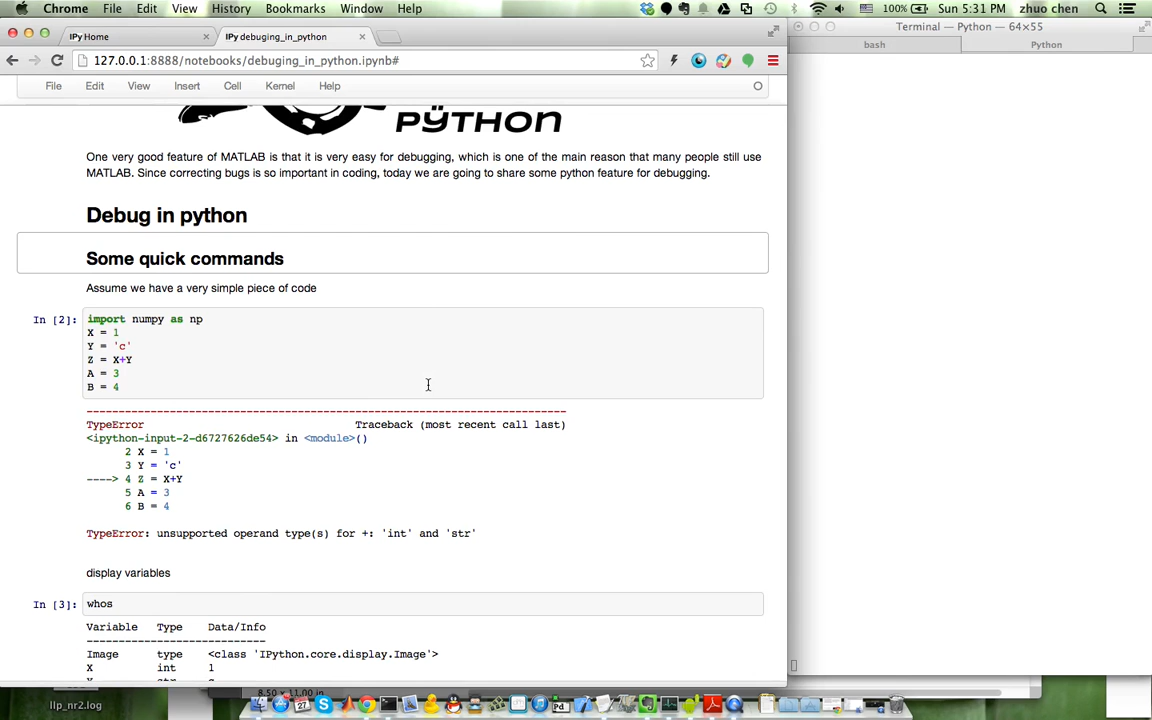 Chrome File Edit View History Bookmarks Window Help 100% Sun 5:31 PM zhuo chen
IPy Home
IPy debuging_in_python
Terminal — Python — 64×55
bash
Python
127.0.0.1:8888/notebooks/debuging_in_python.ipynb#
File Edit View Insert Cell Kernel Help
PYTHON
One very good feature of MATLAB is that it is very easy for debugging, which is one of the main reason that many people still use
MATLAB. Since correcting bugs is so important in coding, today we are going to share some python feature for debugging.
Debug in python
Some quick commands
Assume we have a very simple piece of code
In [2]: import numpy as np
X = 1
Y = 'c'
Z = X+Y
A = 3
B = 4
---------------------------------------------------------------------------
TypeError Traceback (most recent call last)
<ipython-input-2-d6727626de54> in <module>()
2 X = 1
3 Y = 'c'
----> 4 Z = X+Y
5 A = 3
6 B = 4
TypeError: unsupported operand type(s) for +: 'int' and 'str'
display variables
In [3]: whos
Variable Type Data/Info
----------------------------
Image type <class 'IPython.core.display.Image'>
X int 1
8.50 x 11.00 in
llp_nr2.log